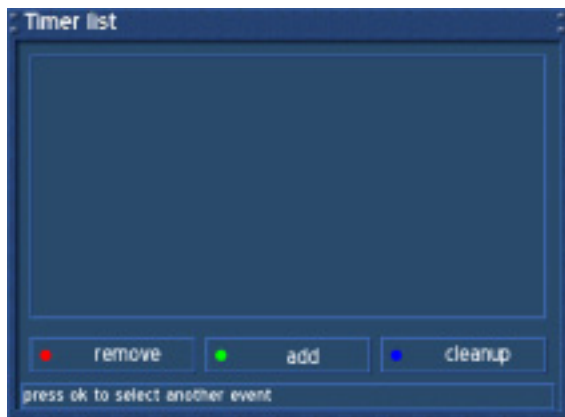 Timer list
remove add cleanup
press ok to select another event